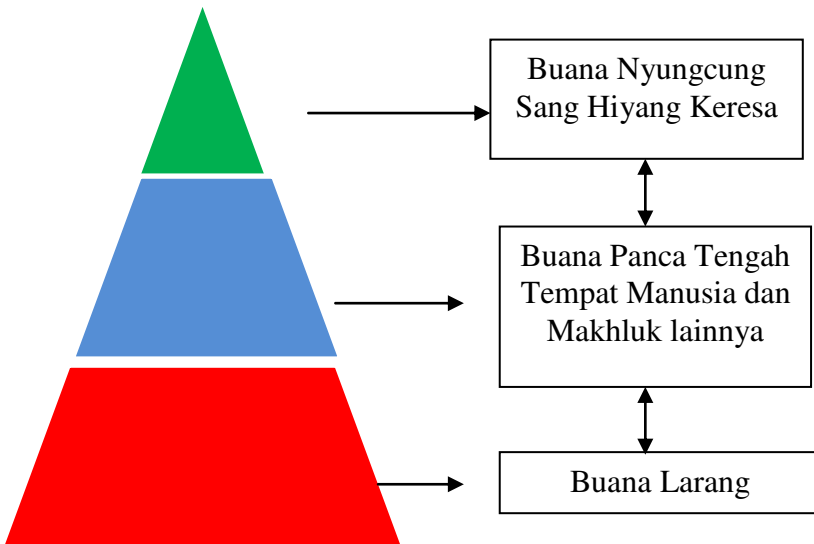 Buana Nyungcung
Sang Hiyang Keresa
Buana Panca Tengah
Tempat Manusia dan
Makhluk lainnya
Buana Larang